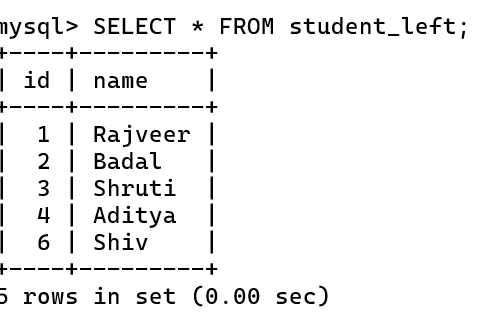 mysql> SELECT * FROM student_left;
+----+---------+
| id | name    |
+----+---------+
|  1 | Rajveer |
|  2 | Badal   |
|  3 | Shruti  |
|  4 | Aditya  |
|  6 | Shiv    |
+----+---------+
5 rows in set (0.00 sec)